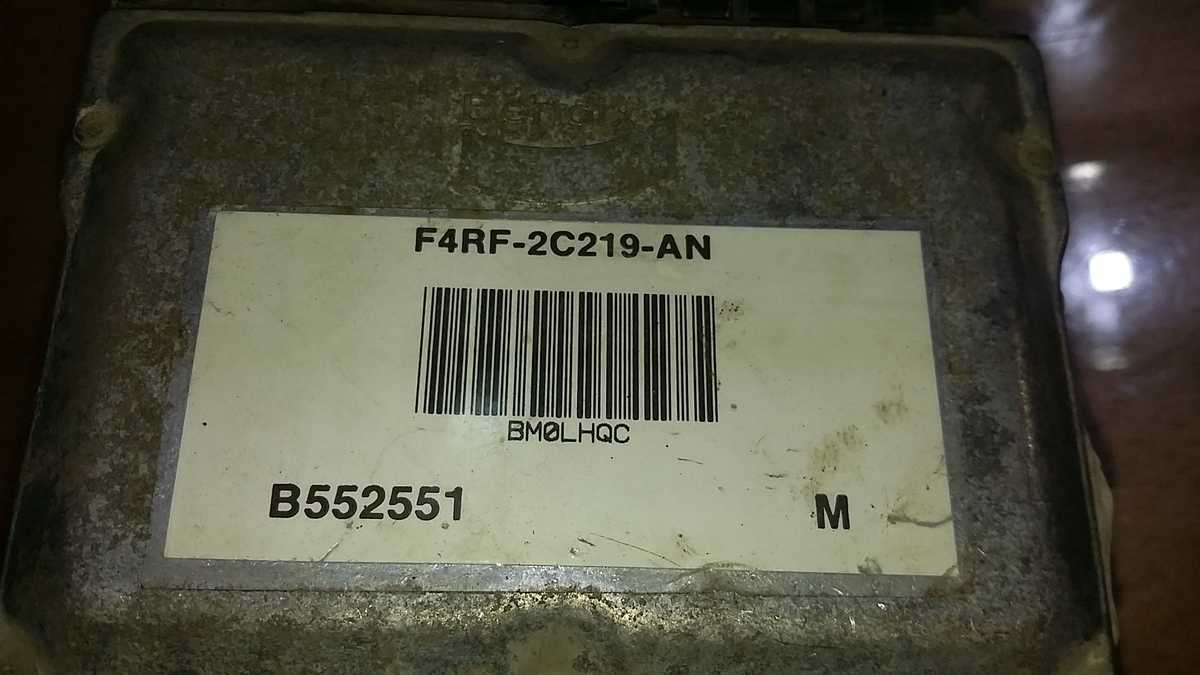 F4RF-2C219-AN
BM0LHQC
B552551
M